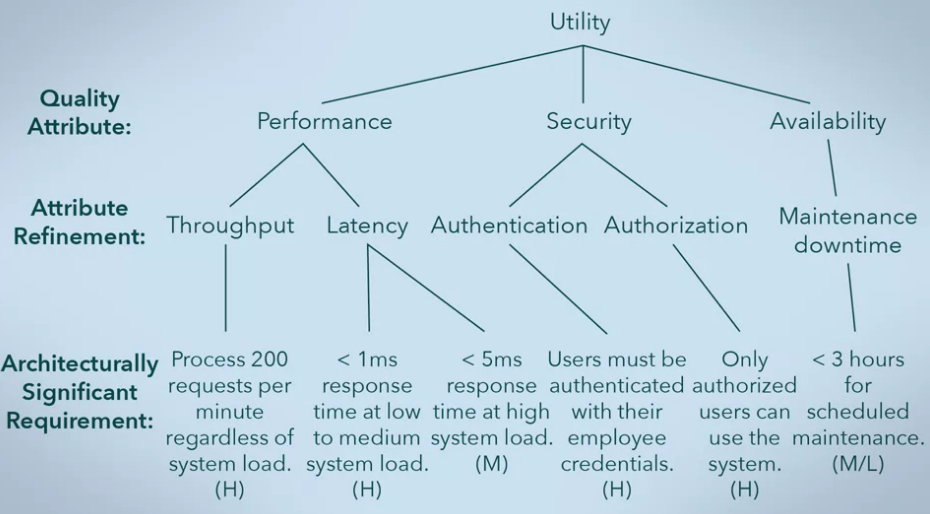 Utility
Quality
Attribute:
Performance
Security
Availability
Attribute
Refinement:
Throughput
Latency
Authentication
Authorization
Maintenance
downtime
Architecturally
Significant
Requirement:
Process 200
requests per
minute
regardless of
system load.
(H)
< 1ms
response
time at low
to medium
system load.
(H)
< 5ms
response
time at high
system load.
(M)
Users must be
authenticated
with their
employee
credentials.
(H)
Only
authorized
users can
use the
system.
(H)
< 3 hours
for
scheduled
maintenance.
(M/L)